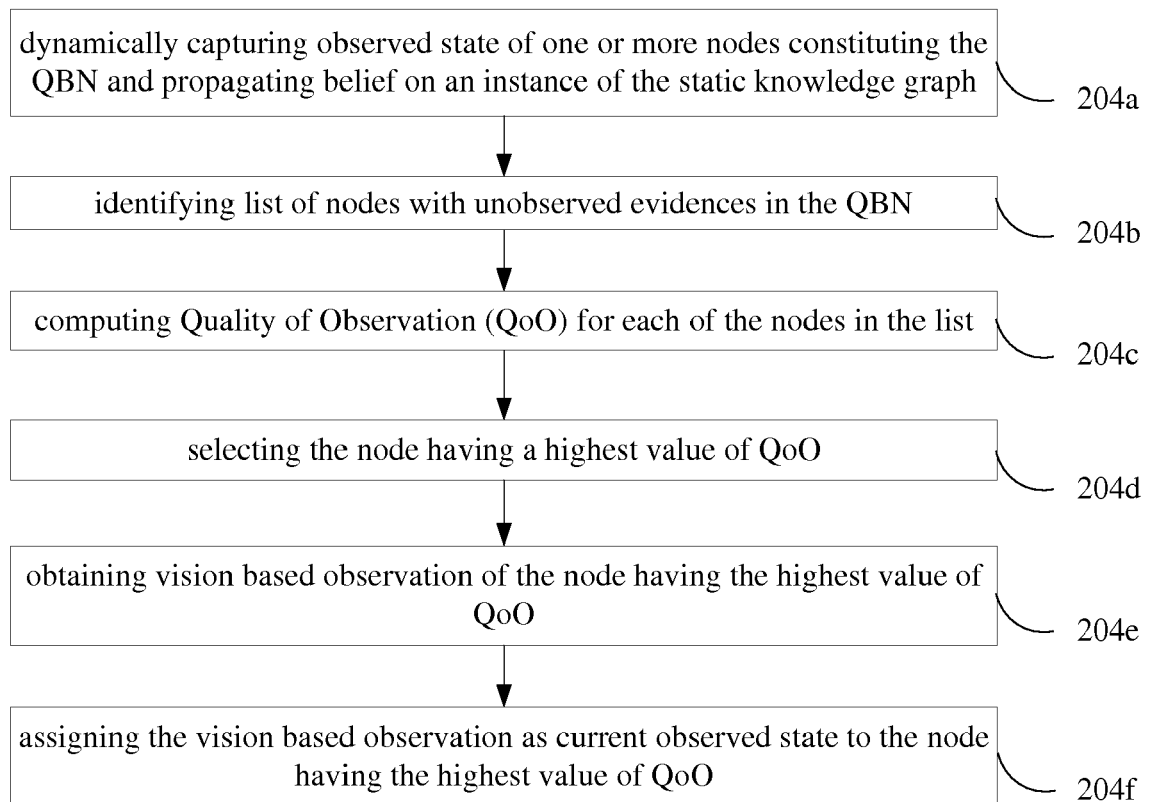 dynamically capturing observed state of one or more nodes constituting the
QBN and propagating belief on an instance of the static knowledge graph
204a
identifying list of nodes with unobserved evidences in the QBN
204b
computing Quality of Observation (QoO) for each of the nodes in the list
204c
selecting the node having a highest value of QoO
204d
obtaining vision based observation of the node having the highest value of
QoO
204e
assigning the vision based observation as current observed state to the node
having the highest value of QoO
204f